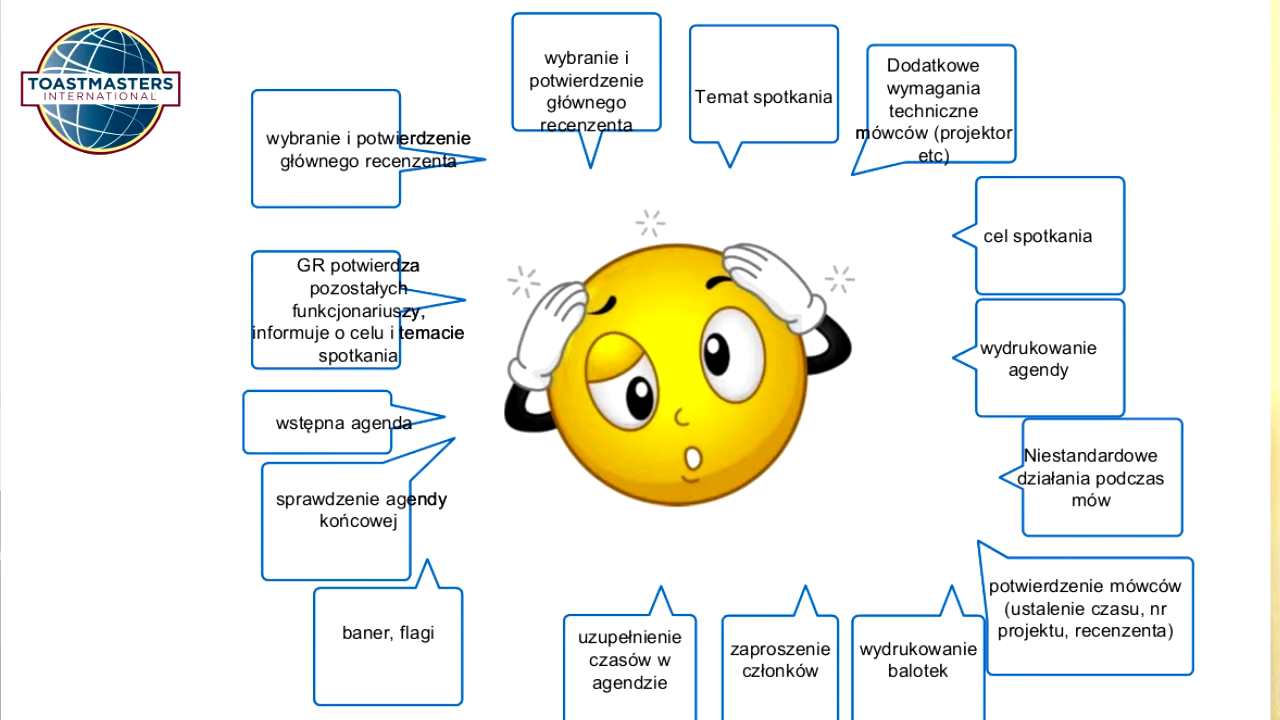 TOASTMASTERS
INTERNATIONAL
wybranie i potwierdzenie
głównego recenzenta
wybranie i
potwierdzenie
głównego
recenzenta
Temat spotkania
Dodatkowe
wymagania
techniczne
mówców (projektor
etc)
cel spotkania
GR potwierdza
pozostałych
funkcjonariuszy,
informuje o celu i temacie
spotkania
wydrukowanie
agendy
wstępna agenda
Niestandardowe
działania podczas
mów
sprawdzenie agendy
końcowej
potwierdzenie mówców
(ustalenie czasu, nr
projektu, recenzenta)
baner, flagi
uzupełnienie
czasów w
agendzie
zaproszenie
członków
wydrukowanie
balotek